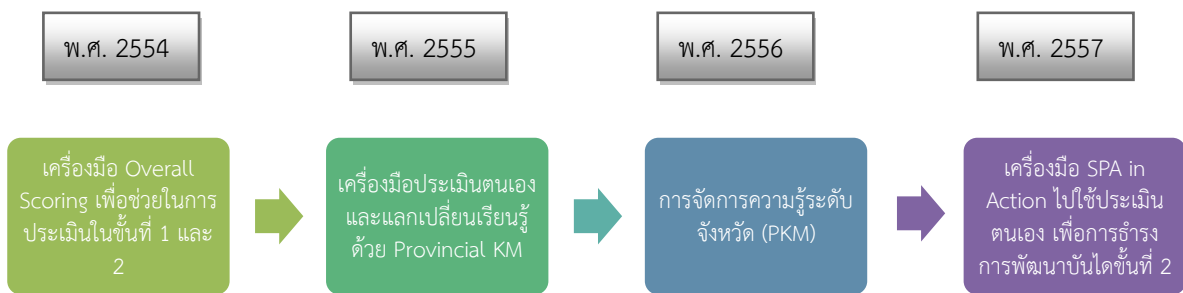 พ.ศ. 2554
พ.ศ. 2555
พ.ศ. 2556
พ.ศ. 2557
เครื่องมือ Overall
Scoring เพื่อช่วยในการ
ประเมินในขั้นที่ 1 และ
2
เครื่องมือประเมินตนเอง
และแลกเปลี่ยนเรียนรู้
ด้วย Provincial KM
การจัดการความรู้ระดับ
จังหวัด (PKM)
เครื่องมือ SPA in
Action ไปใช้ประเมิน
ตนเอง เพื่อการธำรง
การพัฒนาบันไดขั้นที่ 2